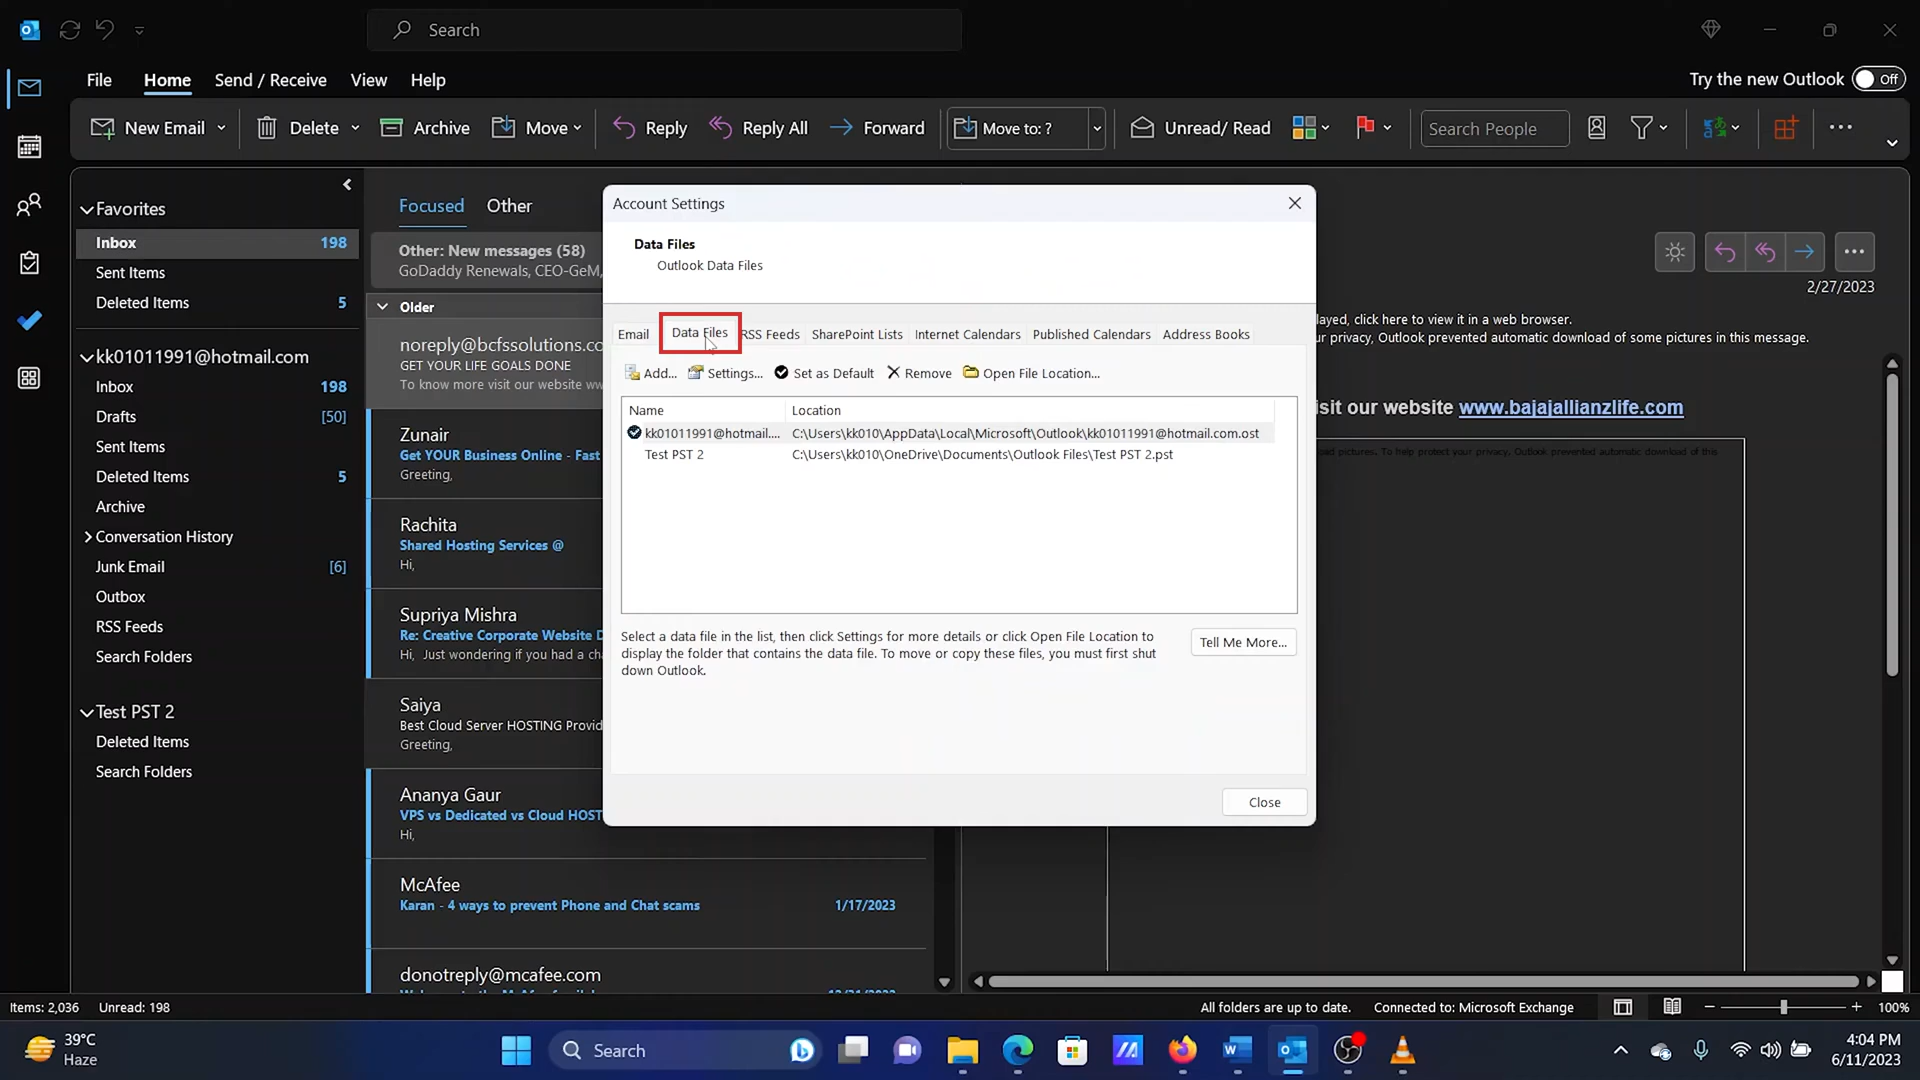 Search
File Home Send / Receive View Help
Try the new Outlook Off
New Email Delete Archive Move Reply Reply All Forward Move to: ? Unread/ Read Search People
Favorites
Inbox 198
Sent Items
Deleted Items 5
kk01011991@hotmail.com
Inbox 198
Drafts [50]
Sent Items
Deleted Items 5
Archive
Conversation History
Junk Email [6]
Outbox
RSS Feeds
Search Folders
Test PST 2
Deleted Items
Search Folders
Focused Other
Other: New messages (58)
GoDaddy Renewals, CEO-GeM,
Older
noreply@bcfssolutions.co
GET YOUR LIFE GOALS DONE
To know more visit our website
Zunair
Get YOUR Business Online - Fast
Greeting,
Rachita
Shared Hosting Services @
Hi,
Supriya Mishra
Re: Creative Corporate Website D
Hi, Just wondering if you had a
Saiya
Best Cloud Server HOSTING Provid
Greeting,
Ananya Gaur
VPS vs Dedicated vs Cloud HOST
Hi,
McAfee
Karan - 4 ways to prevent Phone and Chat scams 1/17/2023
donotreply@mcafee.com
Account Settings
Data Files
Outlook Data Files
Email Data Files RSS Feeds SharePoint Lists Internet Calendars Published Calendars Address Books
Add... Settings... Set as Default Remove Open File Location...
Name Location
kk01011991@hotmail.... C:\Users\kk010\AppData\Local\Microsoft\Outlook\kk01011991@hotmail.com.ost
Test PST 2 C:\Users\kk010\OneDrive\Documents\Outlook Files\Test PST 2.pst
Select a data file in the list, then click Settings for more details or click Open File Location to
display the folder that contains the data file. To move or copy these files, you must first shut
down Outlook.
Tell Me More...
Close
2/27/2023
layed, click here to view it in a web browser.
ur privacy, Outlook prevented automatic download of some pictures in this message.
isit our website www.bajajallianzlife.com
pictures. To help protect your privacy, Outlook prevented automatic download of this
Items: 2,036 Unread: 198
All folders are up to date. Connected to: Microsoft Exchange 100%
39°C
Haze
Search
4:04 PM
6/11/2023